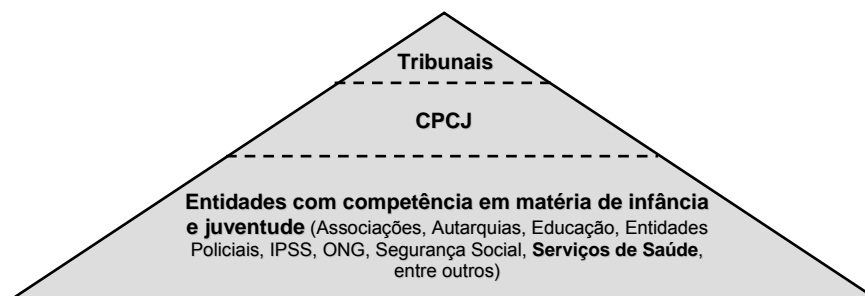 Tribunais
CPCJ
Entidades com competência em matéria de infância
e juventude (Associações, Autarquias, Educação, Entidades
Policiais, IPSS, ONG, Segurança Social, Serviços de Saúde,
entre outros)